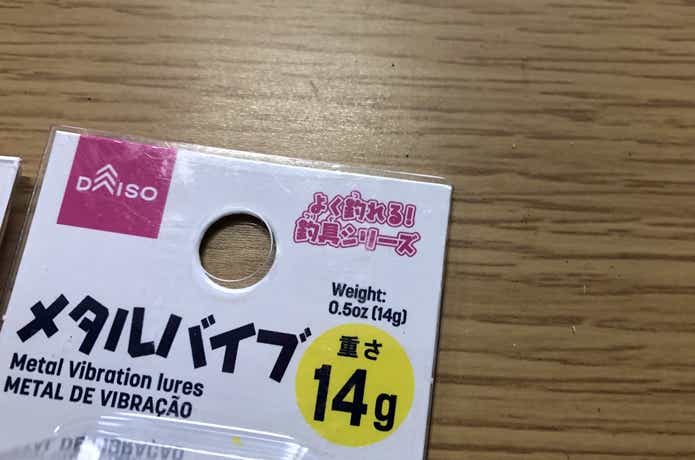 DAISO
よく釣れる!
釣具シリーズ
Weight:
0.5oz (14g)
メタルバイブ
重さ
14g
Metal Vibration lures
METAL DE VIBRAÇÃO